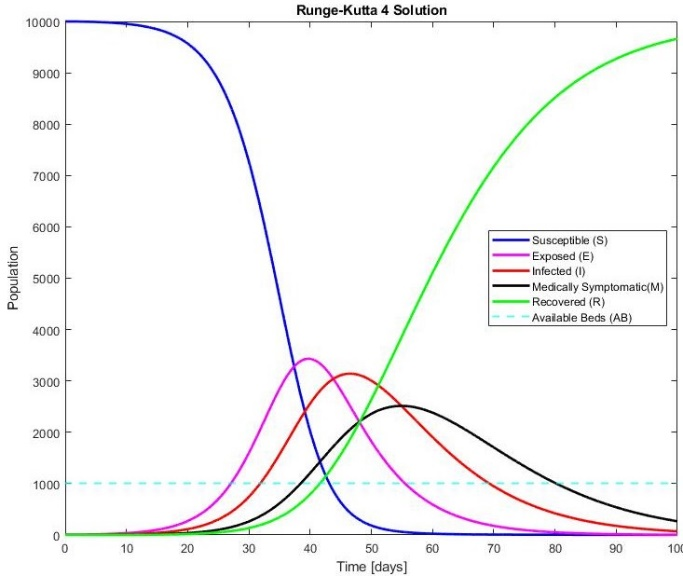 Runge-Kutta 4 Solution
10000
9000
8000
7000
6000
5000
4000
3000
2000
1000
0
Population
Susceptible (S)
Exposed (E)
Infected (I)
Medically Symptomatic(M)
Recovered (R)
Available Beds (AB)
0 10 20 30 40 50 60 70 80 90 100
Time [days]